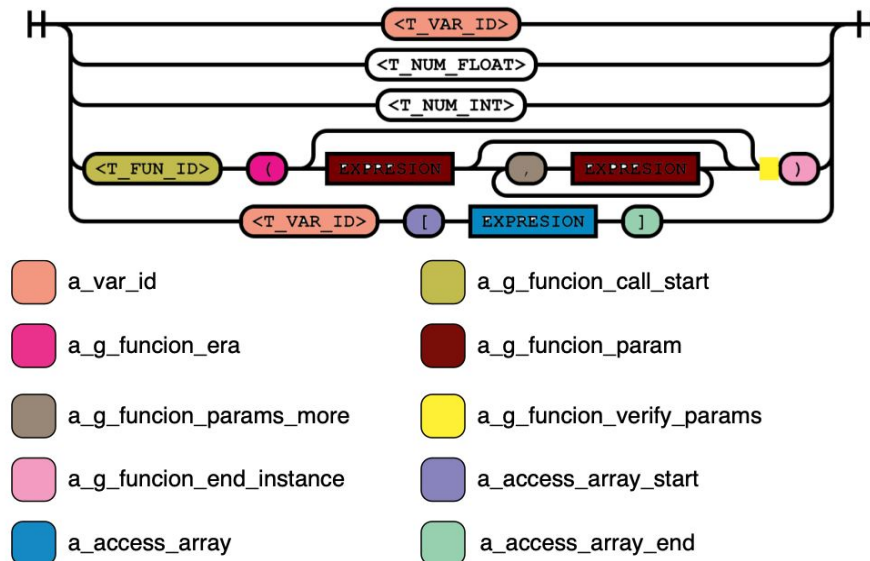 <T_VAR_ID>
<T_NUM_FLOAT>
<T_NUM_INT>
<T_FUN_ID> ( EXPRESION , EXPRESION )
<T_VAR_ID> [ EXPRESION ]
a_var_id a_g_funcion_call_start
a_g_funcion_era a_g_funcion_param
a_g_funcion_params_more a_g_funcion_verify_params
a_g_funcion_end_instance a_access_array_start
a_access_array a_access_array_end